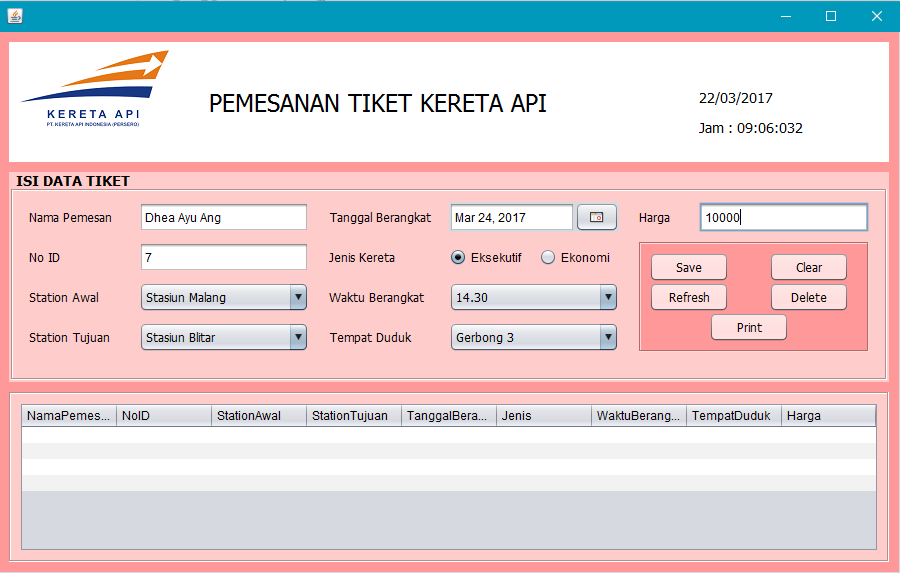 KERETA API
PT. KERETA API INDONESIA (PERSERO)
PEMESANAN TIKET KERETA API
22/03/2017
Jam : 09:06:032
ISI DATA TIKET
Nama Pemesan Dhea Ayu Ang Tanggal Berangkat Mar 24, 2017 Harga 10000
No ID 7 Jenis Kereta Eksekutif Ekonomi
Save Clear
Station Awal Stasiun Malang Waktu Berangkat 14.30 Refresh Delete
Station Tujuan Stasiun Blitar Tempat Duduk Gerbong 3 Print
NamaPemes... NoID StationAwal StationTujuan TanggalBera... Jenis WaktuBerang... TempatDuduk Harga